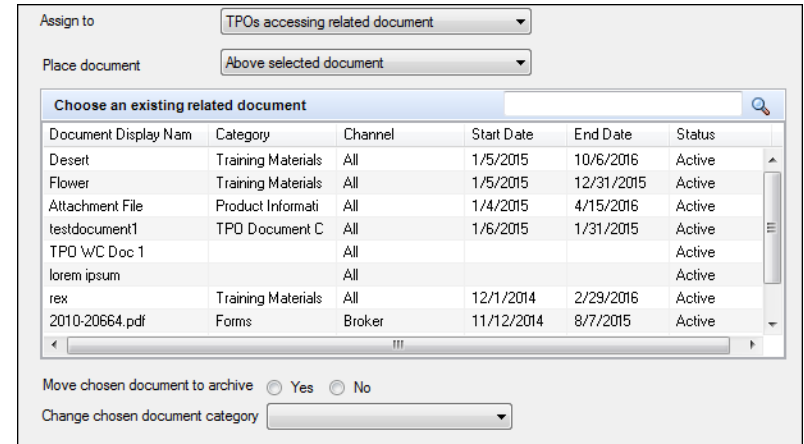 Assign to TPOs accessing related document
Place document Above selected document
Choose an existing related document
Document Display Nam Category Channel Start Date End Date Status
Desert Training Materials All 1/5/2015 10/6/2016 Active
Flower Training Materials All 1/5/2015 12/31/2015 Active
Attachment File Product Informati All 1/4/2015 4/15/2016 Active
testdocument1 TPO Document C All 1/6/2015 1/31/2015 Active
TPO WC Doc 1 All Active
lorem ipsum All Active
rex Training Materials All 12/1/2014 2/29/2016 Active
2010-20664.pdf Forms Broker 11/12/2014 8/7/2015 Active
Move chosen document to archive Yes No
Change chosen document category